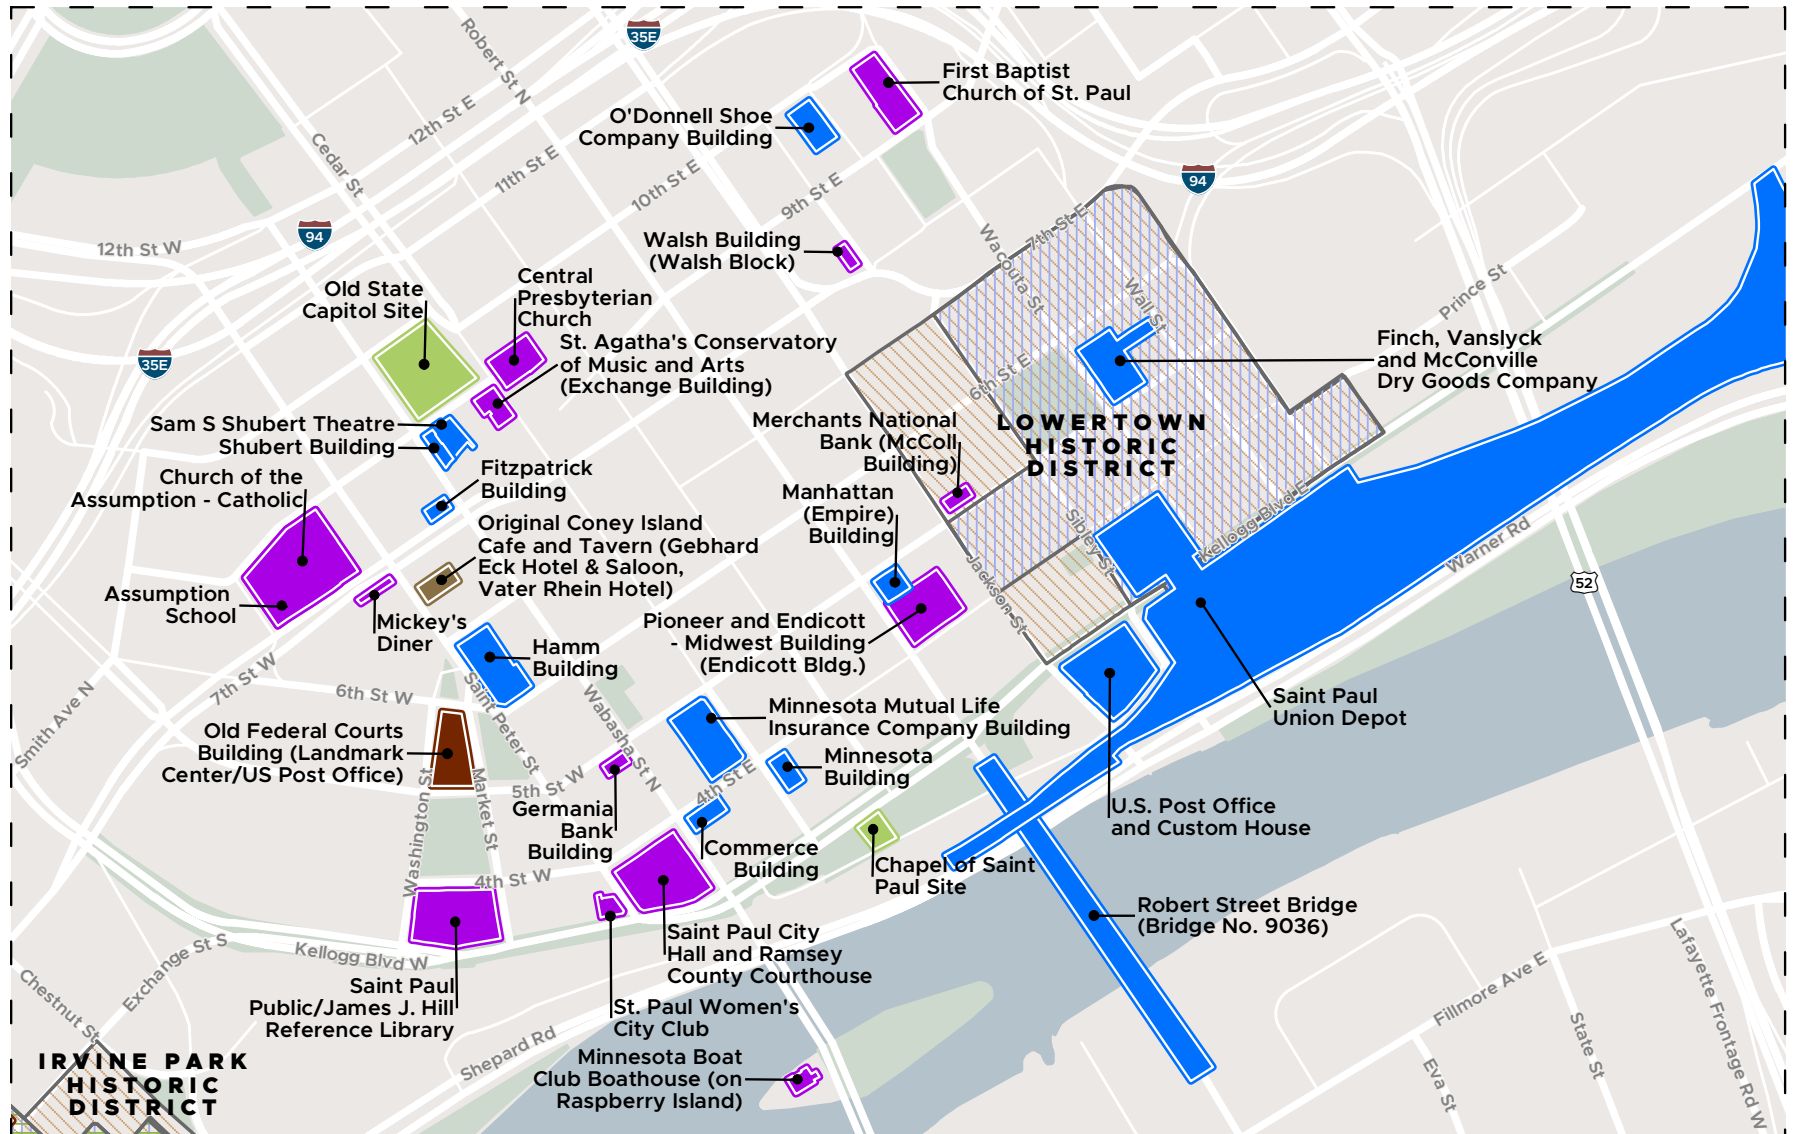 35E
Robert St N
First Baptist
Church of St. Paul
O'Donnell Shoe
Company Building
12th St E
Cedar St
11th St E
10th St E
9th St E
94
12th St W
94
Walsh Building
(Walsh Block)
Wacouta St
7th St E
Wall St
Prince St
Old State
Capitol Site
Central
Presbyterian
Church
35E
St. Agatha's Conservatory
of Music and Arts
(Exchange Building)
Finch, Vanslyck
and McConville
Dry Goods Company
6th St E
Sam S Shubert Theatre
Shubert Building
Merchants National
Bank (McColl
Building)
LOWERTOWN
HISTORIC
DISTRICT
Church of the
Assumption - Catholic
Fitzpatrick
Building
Manhattan
(Empire)
Building
Original Coney Island
Cafe and Tavern (Gebhard
Eck Hotel & Saloon,
Vater Rhein Hotel)
Sibley St
Kellogg Blvd E
Warner Rd
Jackson St
52
Assumption
School
Mickey's
Diner
Pioneer and Endicott
- Midwest Building
(Endicott Bldg.)
Hamm
Building
7th St W
6th St W
Smith Ave N
Saint Peter St
Wabasha St N
Saint Paul
Union Depot
Minnesota Mutual Life
Insurance Company Building
Old Federal Courts
Building (Landmark
Center/US Post Office)
Minnesota
Building
4th St E
5th St W
Washington St
Market St
Germania
Bank
Building
U.S. Post Office
and Custom House
Commerce
Building
Chapel of Saint
Paul Site
4th St W
Robert Street Bridge
(Bridge No. 9036)
Saint Paul City
Hall and Ramsey
County Courthouse
Kellogg Blvd W
Exchange St S
Chestnut St
Saint Paul
Public/James J. Hill
Reference Library
St. Paul Women's
City Club
Fillmore Ave E
Lafayette Frontage Rd W
State St
Eva St
Shepard Rd
Minnesota Boat
Club Boathouse (on
Raspberry Island)
IRVINE PARK
HISTORIC
DISTRICT